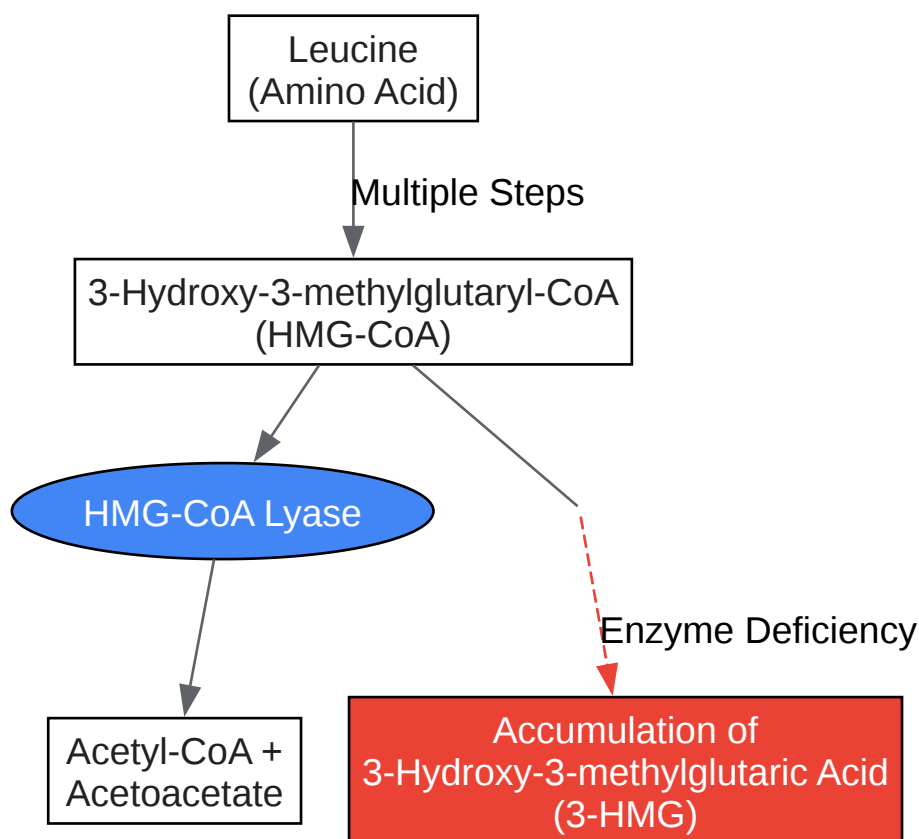 Leucine
(Amino Acid)
Multiple Steps
3-Hydroxy-3-methylglutaryl-CoA
(HMG-CoA)
HMG-CoA Lyase
Enzyme Deficiency
Acetyl-CoA +
Acetoacetate
Accumulation of
3-Hydroxy-3-methylglutaric Acid
(3-HMG)